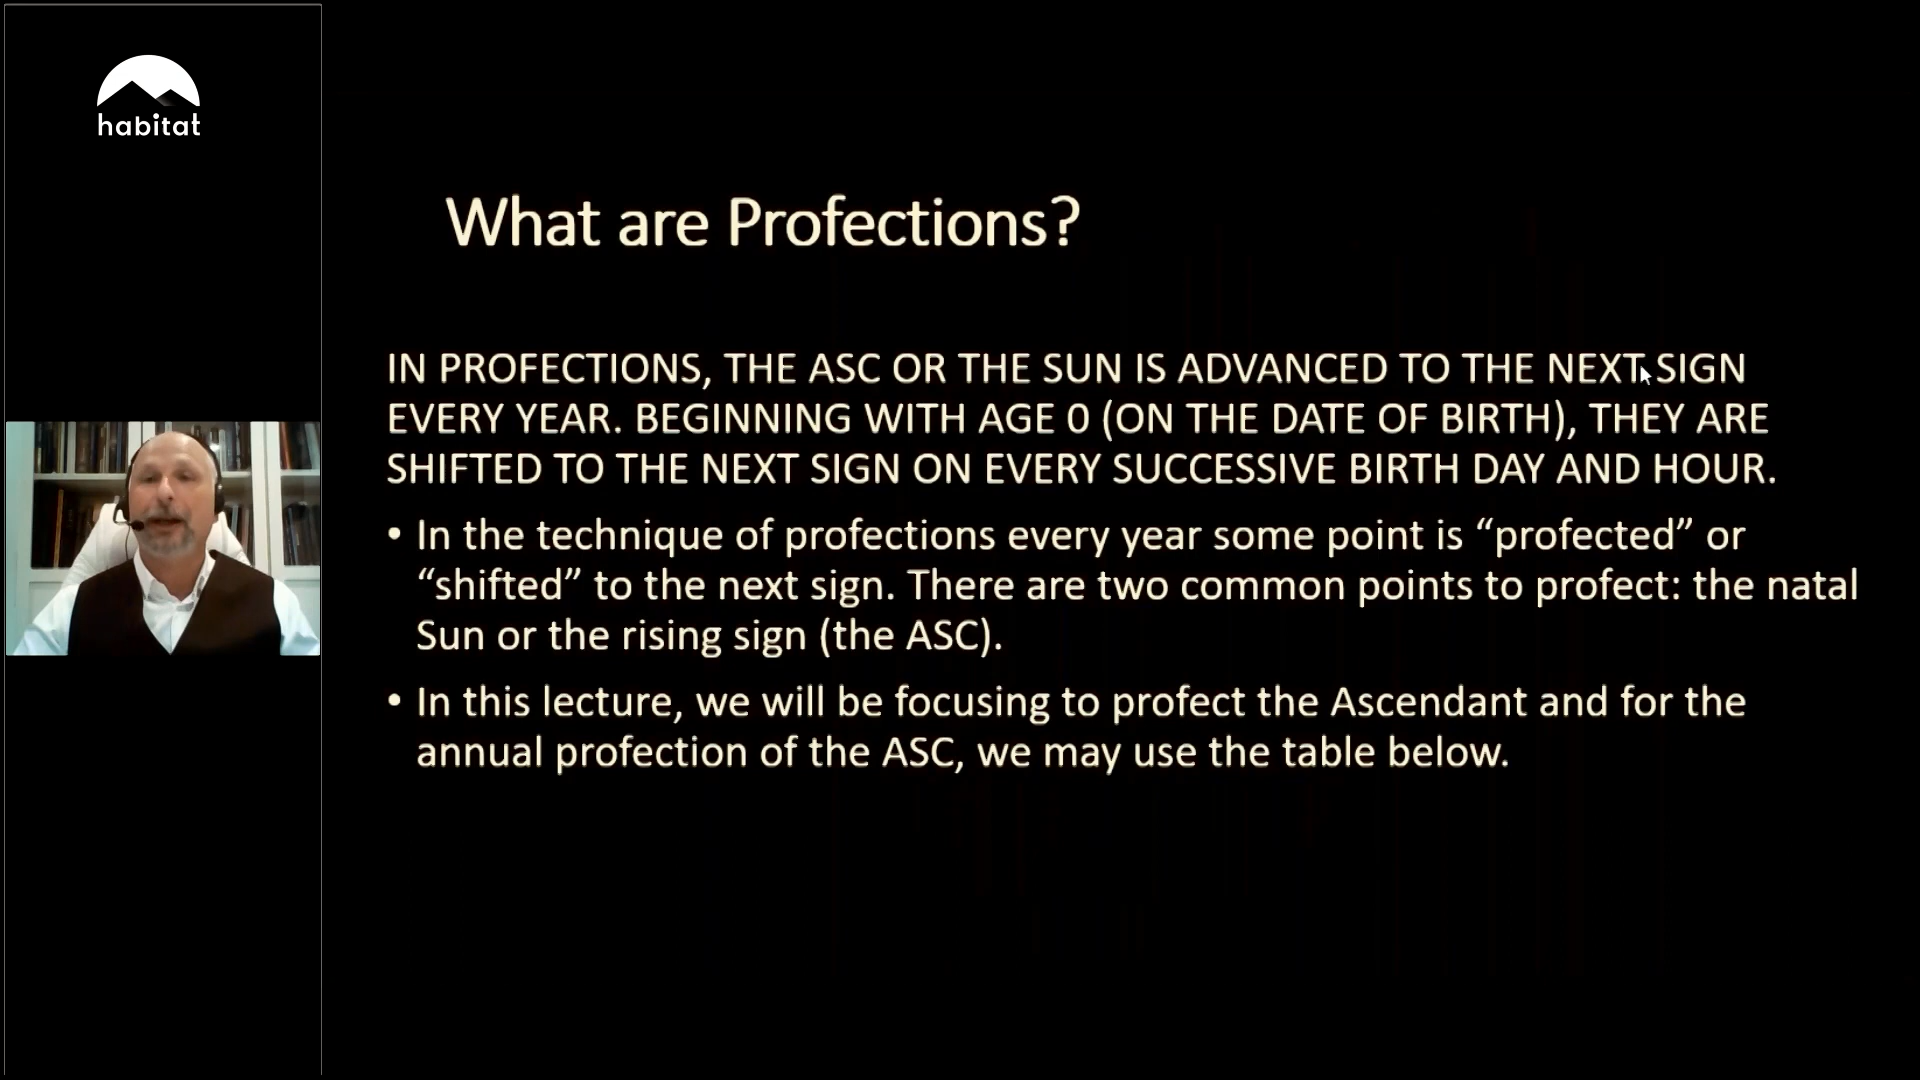 habitat
What are Profections?
IN PROFECTIONS, THE ASC OR THE SUN IS ADVANCED TO THE NEXT SIGN
EVERY YEAR. BEGINNING WITH AGE 0 (ON THE DATE OF BIRTH), THEY ARE
SHIFTED TO THE NEXT SIGN ON EVERY SUCCESSIVE BIRTH DAY AND HOUR.
• In the technique of profections every year some point is “profected” or
“shifted” to the next sign. There are two common points to profect: the natal
Sun or the rising sign (the ASC).
• In this lecture, we will be focusing to profect the Ascendant and for the
annual profection of the ASC, we may use the table below.